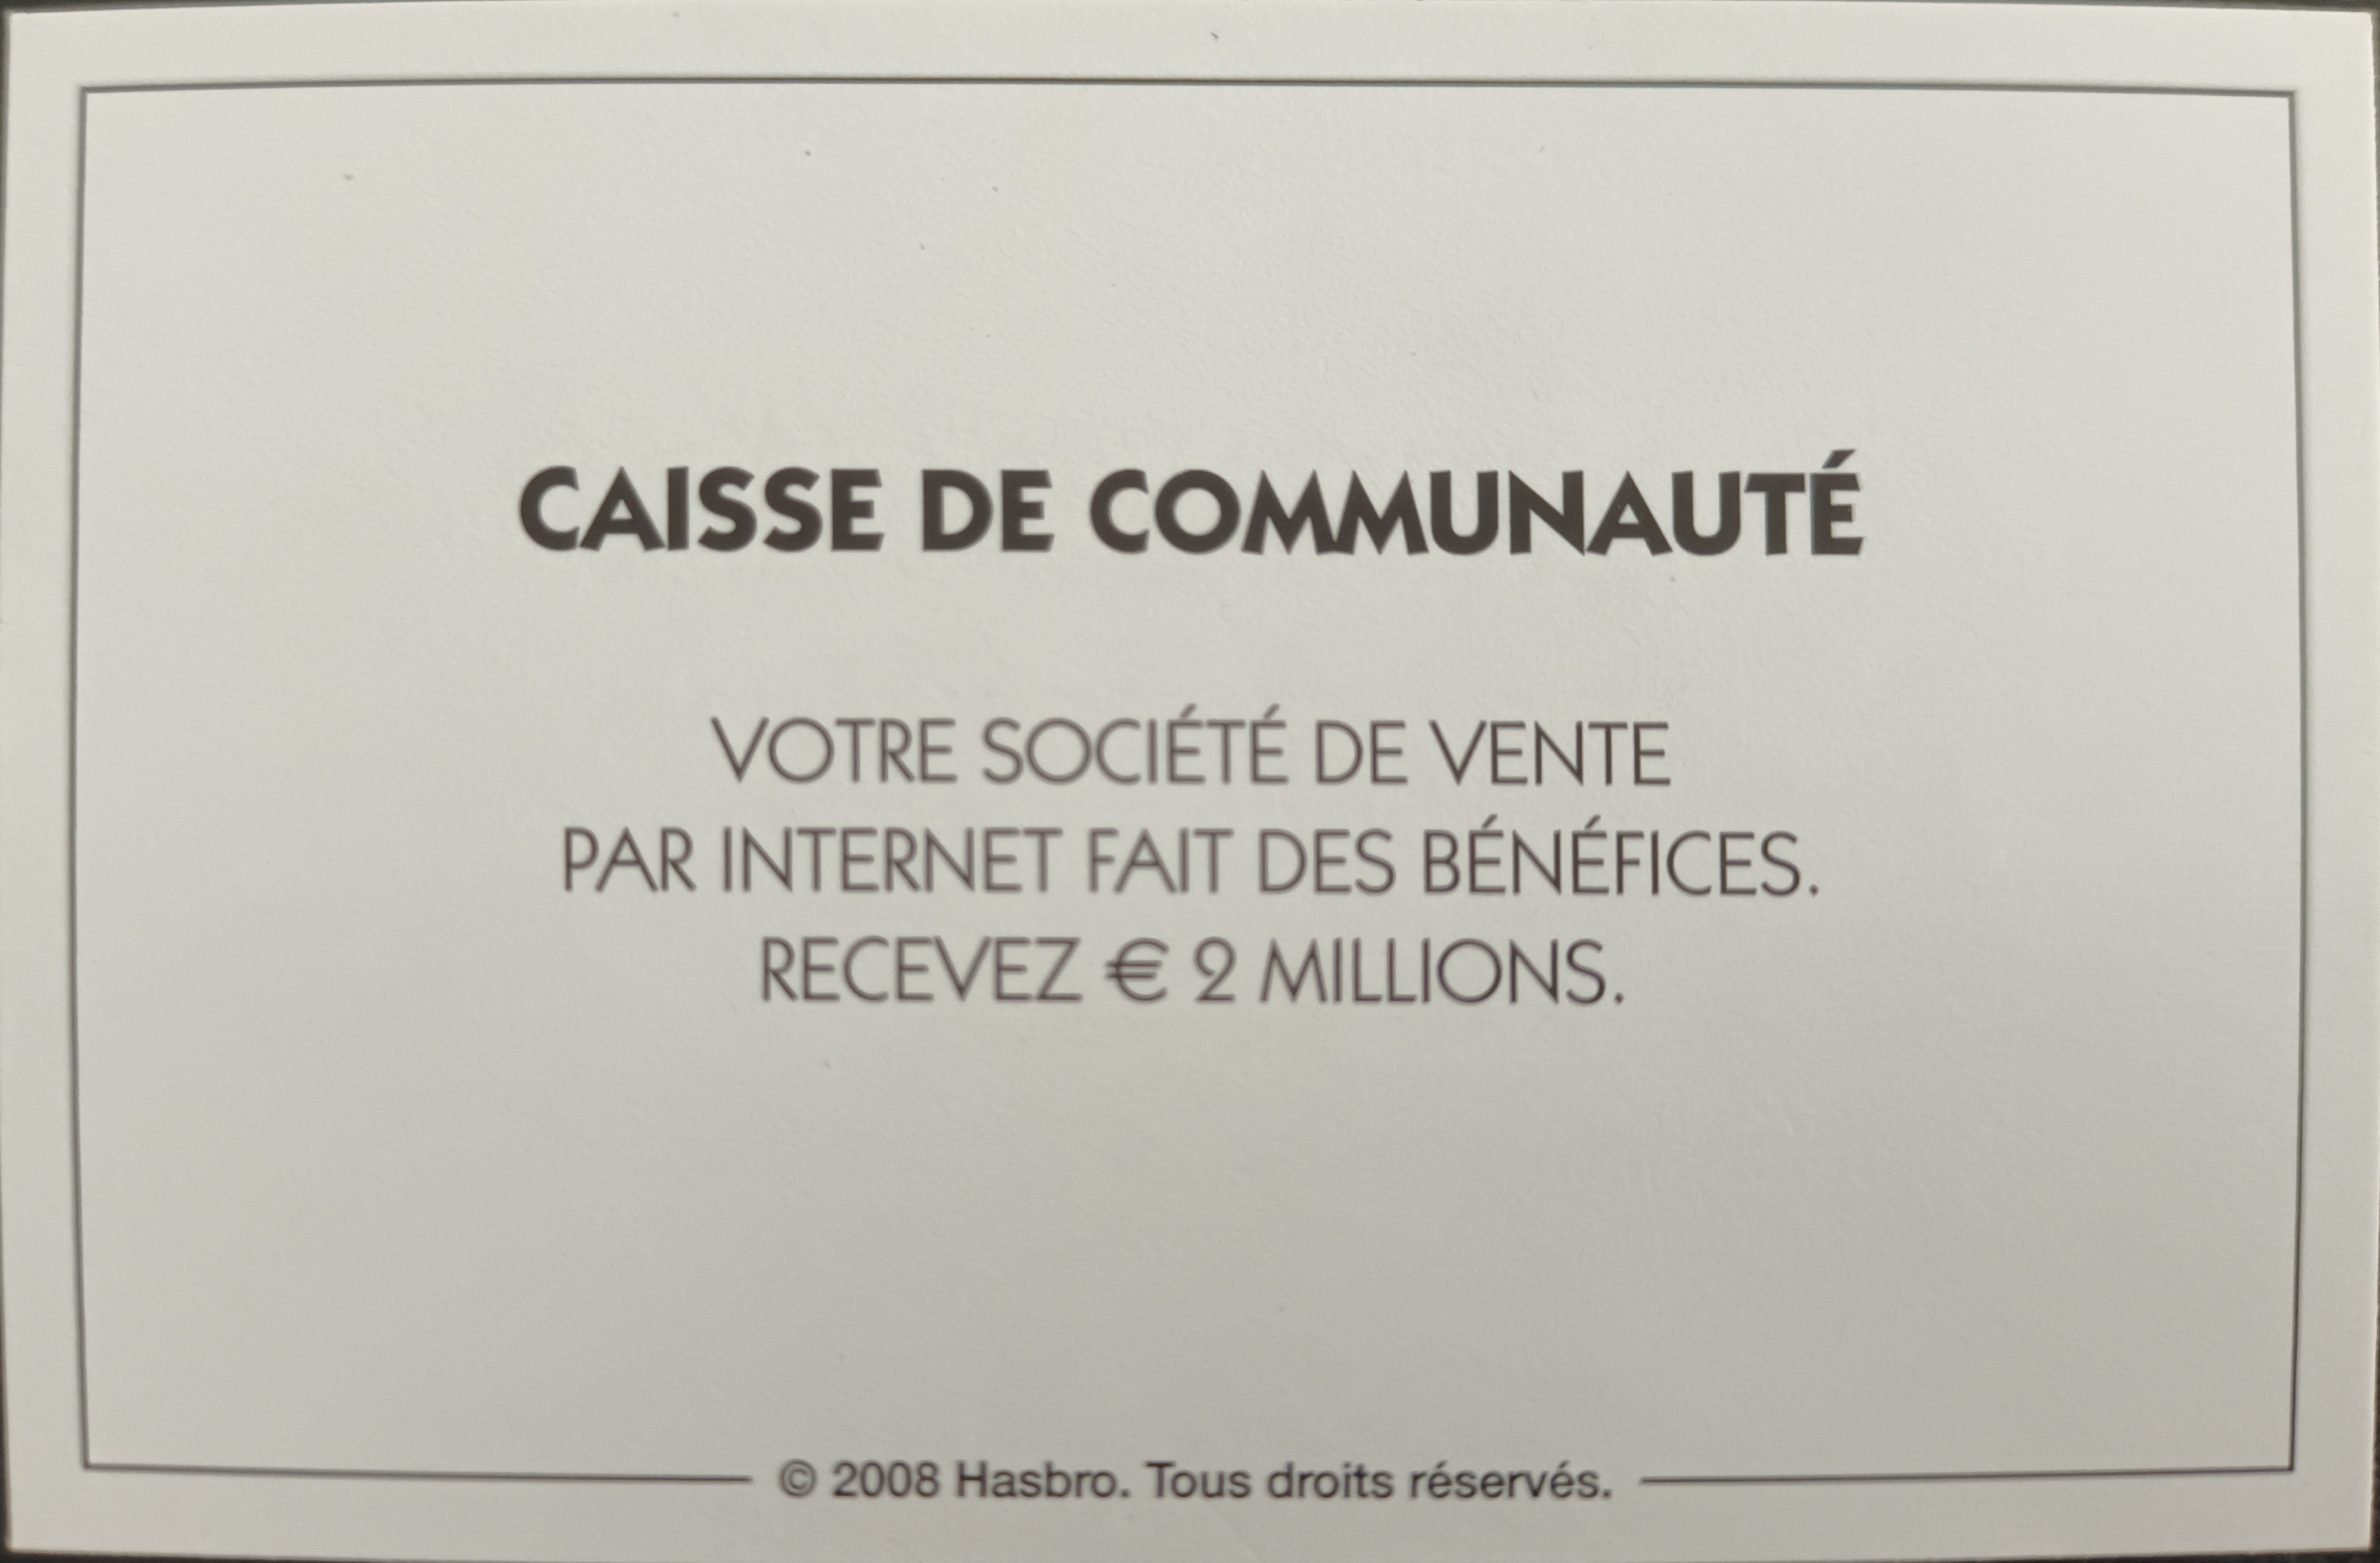 CAISSE DE COMMUNAUTÉ
VOTRE SOCIÉTÉ DE VENTE
PAR INTERNET FAIT DES BÉNÉFICES.
RECEVEZ € 2 MILLIONS.
© 2008 Hasbro. Tous droits réservés.